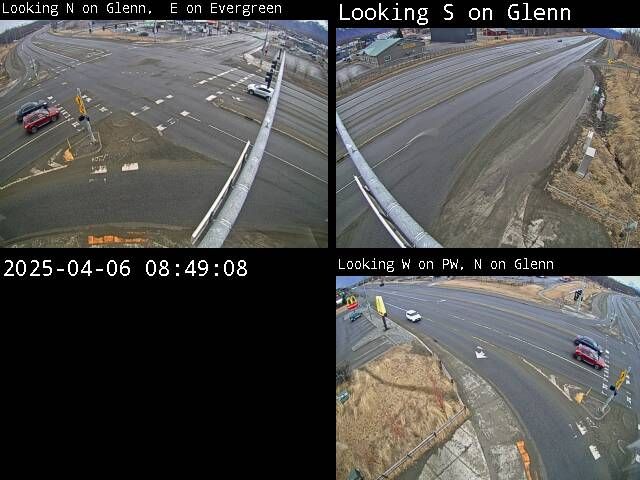 Looking N on Glenn,  E on Evergreen
Looking S on Glenn
2025-04-06 08:49:08
Looking W on PW, N on Glenn